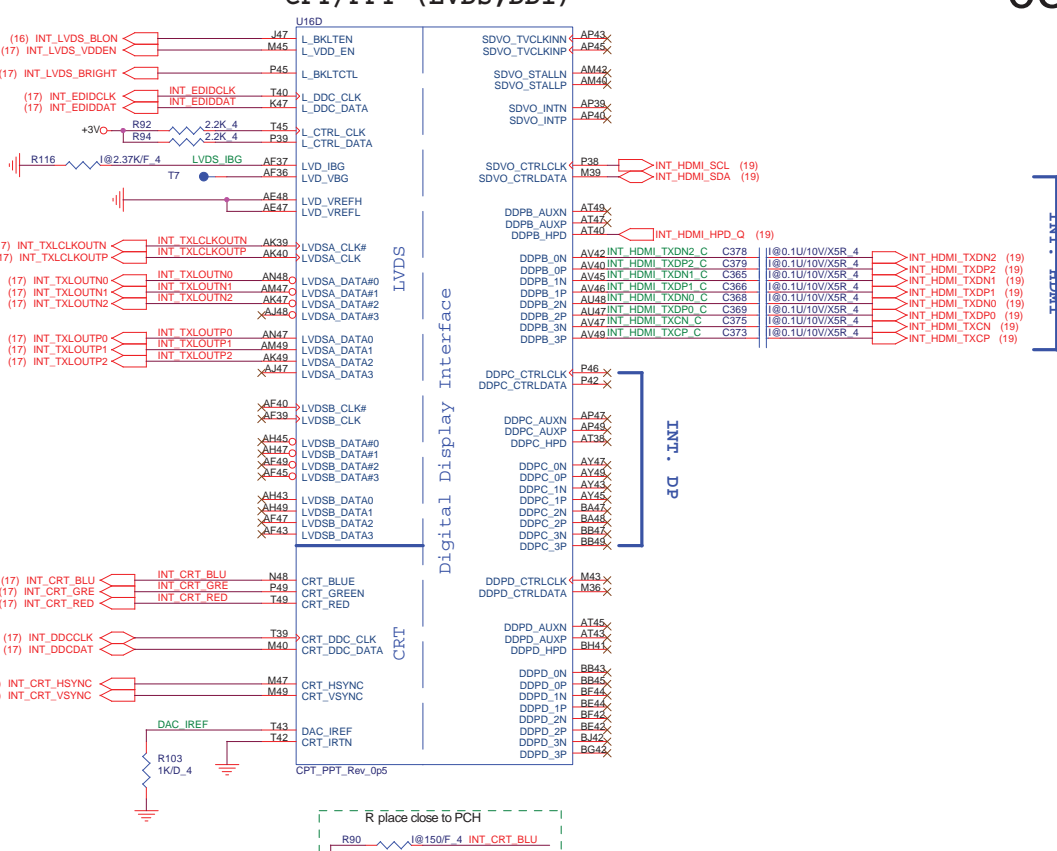 CPT/PPT (LVDS,DDI)
U16D
(16) INT_LVDS_BLON J47 L_BKLTEN
(17) INT_LVDS_VDDEN M45 L_VDD_EN
(17) INT_LVDS_BRIGHT P45 L_BKLTCTL
(17) INT_EDIDCLK INT_EDIDCLK T40 L_DDC_CLK
(17) INT_EDIDDAT INT_EDIDDAT K47 L_DDC_DATA
+3V R92 2.2K_4 T45 L_CTRL_CLK
R94 2.2K_4 P39 L_CTRL_DATA
R116 I@2.37K/F_4 LVDS_IBG AF37 LVD_IBG
T7 AF36 LVD_VBG
AE48 LVD_VREFH
AE47 LVD_VREFL
7) INT_TXLCLKOUTN INT_TXLCLKOUTN AK39 LVDSA_CLK#
17) INT_TXLCLKOUTP INT_TXLCLKOUTP AK40 LVDSA_CLK
(17) INT_TXLOUTN0 INT_TXLOUTN0 AN48 LVDSA_DATA#0
(17) INT_TXLOUTN1 INT_TXLOUTN1 AM47 LVDSA_DATA#1
(17) INT_TXLOUTN2 INT_TXLOUTN2 AK47 LVDSA_DATA#2
AJ48 LVDSA_DATA#3
(17) INT_TXLOUTP0 INT_TXLOUTP0 AN47 LVDSA_DATA0
(17) INT_TXLOUTP1 INT_TXLOUTP1 AM49 LVDSA_DATA1
(17) INT_TXLOUTP2 INT_TXLOUTP2 AK49 LVDSA_DATA2
AJ47 LVDSA_DATA3
AF40 LVDSB_CLK#
AF39 LVDSB_CLK
AH45 LVDSB_DATA#0
AH47 LVDSB_DATA#1
AF49 LVDSB_DATA#2
AF45 LVDSB_DATA#3
AH43 LVDSB_DATA0
AH49 LVDSB_DATA1
AF47 LVDSB_DATA2
AF43 LVDSB_DATA3
(17) INT_CRT_BLU INT_CRT_BLU N48 CRT_BLUE
(17) INT_CRT_GRE INT_CRT_GRE P49 CRT_GREEN
(17) INT_CRT_RED INT_CRT_RED T49 CRT_RED
(17) INT_DDCCLK T39 CRT_DDC_CLK
(17) INT_DDCDAT M40 CRT_DDC_DATA
INT_CRT_HSYNC M47 CRT_HSYNC
INT_CRT_VSYNC M49 CRT_VSYNC
DAC_IREF T43 DAC_IREF
T42 CRT_IRTN
R103
1K/D_4
CPT_PPT_Rev_0p5
LVDS
CRT
Digital Display Interface
SDVO_TVCLKINN AP43
SDVO_TVCLKINP AP45
SDVO_STALLN AM42
SDVO_STALLP AM40
SDVO_INTN AP39
SDVO_INTP AP40
SDVO_CTRLCLK P38 INT_HDMI_SCL (19)
SDVO_CTRLDATA M39 INT_HDMI_SDA (19)
DDPB_AUXN AT49
DDPB_AUXP AT47
DDPB_HPD AT40 INT_HDMI_HPD_Q (19)
DDPB_0N AV42 INT_HDMI_TXDN2_C C378 I@0.1U/10V/X5R_4 INT_HDMI_TXDN2 (19)
DDPB_0P AV40 INT_HDMI_TXDP2_C C379 I@0.1U/10V/X5R_4 INT_HDMI_TXDP2 (19)
DDPB_1N AV45 INT_HDMI_TXDN1_C C365 I@0.1U/10V/X5R_4 INT_HDMI_TXDN1 (19)
DDPB_1P AV46 INT_HDMI_TXDP1_C C366 I@0.1U/10V/X5R_4 INT_HDMI_TXDP1 (19)
DDPB_2N AU48 INT_HDMI_TXDN0_C C368 I@0.1U/10V/X5R_4 INT_HDMI_TXDN0 (19)
DDPB_2P AU47 INT_HDMI_TXDP0_C C369 I@0.1U/10V/X5R_4 INT_HDMI_TXDP0 (19)
DDPB_3N AV47 INT_HDMI_TXCN_C C375 I@0.1U/10V/X5R_4 INT_HDMI_TXCN (19)
DDPB_3P AV49 INT_HDMI_TXCP_C C373 I@0.1U/10V/X5R_4 INT_HDMI_TXCP (19)
INT. HDMI
DDPC_CTRLCLK P46
DDPC_CTRLDATA P42
DDPC_AUXN AP47
DDPC_AUXP AP49
DDPC_HPD AT38
DDPC_0N AY47
DDPC_0P AY49
DDPC_1N AY43
DDPC_1P AY45
DDPC_2N BA47
DDPC_2P BA48
DDPC_3N BB47
DDPC_3P BB49
INT. DP
DDPD_CTRLCLK M43
DDPD_CTRLDATA M36
DDPD_AUXN AT45
DDPD_AUXP AT43
DDPD_HPD BH41
DDPD_0N BB43
DDPD_0P BB45
DDPD_1N BF44
DDPD_1P BE44
DDPD_2N BF42
DDPD_2P BE42
DDPD_3N BJ42
DDPD_3P BG42
R place close to PCH
R90 I@150/F_4 INT_CRT_BLU